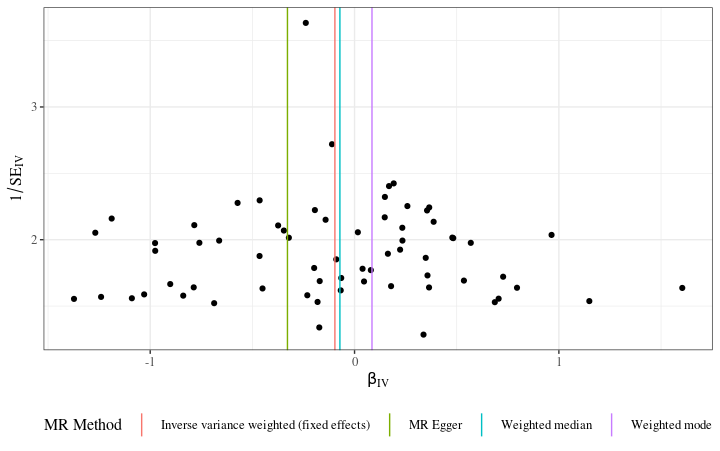 1/SE_IV
3
2
-1
0
1
β_IV
MR Method
Inverse variance weighted (fixed effects)
MR Egger
Weighted median
Weighted mode